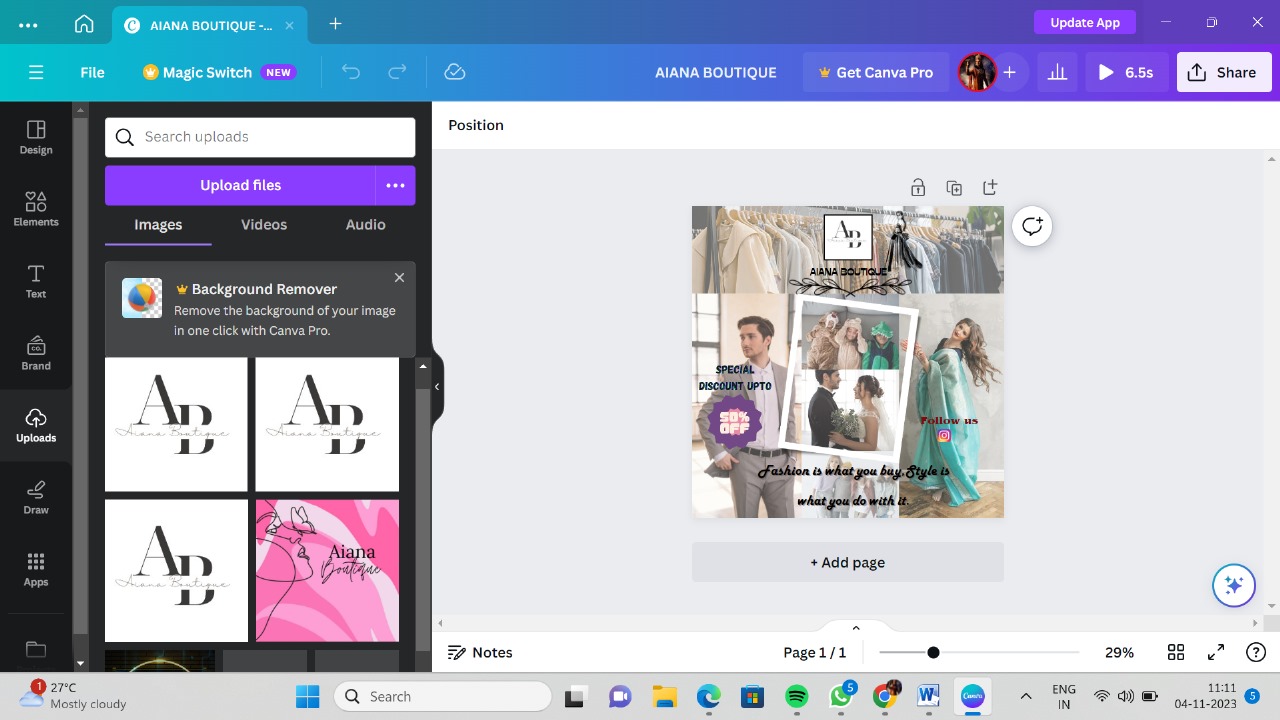 AIANA BOUTIQUE -...
Update App
File
Magic Switch NEW
AIANA BOUTIQUE
Get Canva Pro
6.5s
Share
Design
Elements
Text
CO.
Brand
Uploads
Draw
Apps
Search uploads
Upload files
Images Videos Audio
Background Remover
Remove the background of your image
in one click with Canva Pro.
AB
Aiana Boutique
AB
Aiana Boutique
AB
Aiana Boutique
Aiana
Boutique
Position
AB
AIANA BOUTIQUE
SPECIAL
DISCOUNT UPTO
50%
OFF
Follow us
Fashion is what you buy,Style is
what you do with it.
+ Add page
Notes
Page 1 / 1
29%
1
27°C
Mostly cloudy
Search
5
W
Canva
ENG
IN
11:11
04-11-2023
5